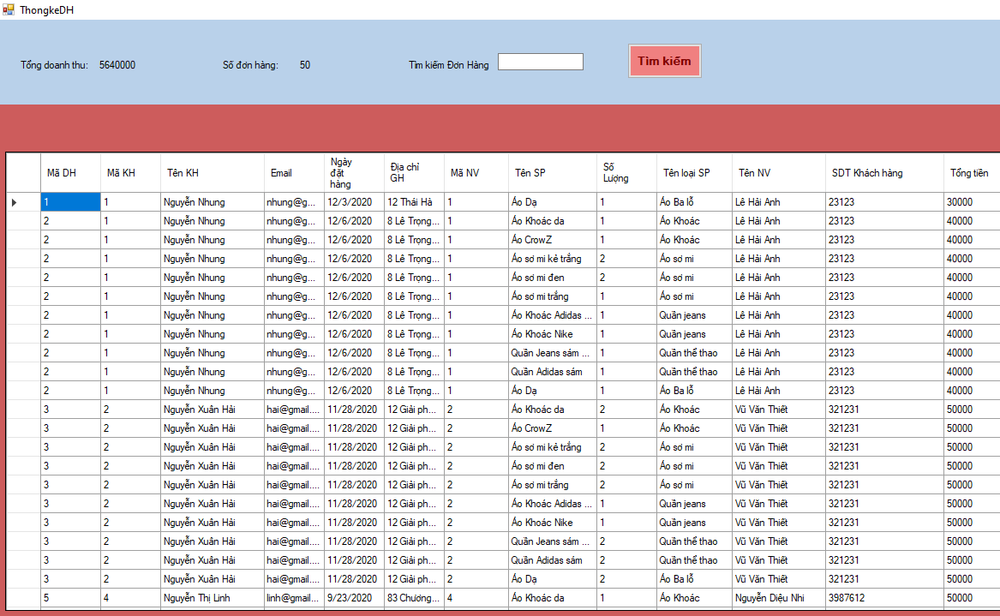 ThongkeDH
Tổng doanh thu: 5640000 Số đơn hàng: 50 Tìm kiếm Đơn Hàng Tìm kiếm
Mã DH Mã KH Tên KH Email Ngày đặt hàng Địa chỉ GH Mã NV Tên SP Số Lượng Tên loại SP Tên NV SDT Khách hàng Tổng tiền
1 1 Nguyễn Nhung nhung@g... 12/3/2020 12 Thái Hà 1 Áo Dạ 1 Áo Ba lỗ Lê Hải Anh 23123 30000
2 1 Nguyễn Nhung nhung@g... 12/6/2020 8 Lê Trọng... 1 Áo Khoác da 1 Áo Khoác Lê Hải Anh 23123 40000
2 1 Nguyễn Nhung nhung@g... 12/6/2020 8 Lê Trọng... 1 Áo CrowZ 1 Áo Khoác Lê Hải Anh 23123 40000
2 1 Nguyễn Nhung nhung@g... 12/6/2020 8 Lê Trọng... 1 Áo sơ mi kẻ trắng 2 Áo sơ mi Lê Hải Anh 23123 40000
2 1 Nguyễn Nhung nhung@g... 12/6/2020 8 Lê Trọng... 1 Áo sơ mi đen 2 Áo sơ mi Lê Hải Anh 23123 40000
2 1 Nguyễn Nhung nhung@g... 12/6/2020 8 Lê Trọng... 1 Áo sơ mi trắng 1 Áo sơ mi Lê Hải Anh 23123 40000
2 1 Nguyễn Nhung nhung@g... 12/6/2020 8 Lê Trọng... 1 Áo Khoác Adidas ... 1 Quần jeans Lê Hải Anh 23123 40000
2 1 Nguyễn Nhung nhung@g... 12/6/2020 8 Lê Trọng... 1 Áo Khoác Nike 1 Quần jeans Lê Hải Anh 23123 40000
2 1 Nguyễn Nhung nhung@g... 12/6/2020 8 Lê Trọng... 1 Quần Jeans sám ... 1 Quần thể thao Lê Hải Anh 23123 40000
2 1 Nguyễn Nhung nhung@g... 12/6/2020 8 Lê Trọng... 1 Quần Adidas sám 1 Quần thể thao Lê Hải Anh 23123 40000
2 1 Nguyễn Nhung nhung@g... 12/6/2020 8 Lê Trọng... 1 Áo Dạ 1 Áo Ba lỗ Lê Hải Anh 23123 40000
3 2 Nguyễn Xuân Hải hai@gmail.... 11/28/2020 12 Giải ph... 2 Áo Khoác da 2 Áo Khoác Vũ Văn Thiết 321231 50000
3 2 Nguyễn Xuân Hải hai@gmail.... 11/28/2020 12 Giải ph... 2 Áo CrowZ 1 Áo Khoác Vũ Văn Thiết 321231 50000
3 2 Nguyễn Xuân Hải hai@gmail.... 11/28/2020 12 Giải ph... 2 Áo sơ mi kẻ trắng 2 Áo sơ mi Vũ Văn Thiết 321231 50000
3 2 Nguyễn Xuân Hải hai@gmail.... 11/28/2020 12 Giải ph... 2 Áo sơ mi đen 2 Áo sơ mi Vũ Văn Thiết 321231 50000
3 2 Nguyễn Xuân Hải hai@gmail.... 11/28/2020 12 Giải ph... 2 Áo sơ mi trắng 2 Áo sơ mi Vũ Văn Thiết 321231 50000
3 2 Nguyễn Xuân Hải hai@gmail.... 11/28/2020 12 Giải ph... 2 Áo Khoác Adidas ... 1 Quần jeans Vũ Văn Thiết 321231 50000
3 2 Nguyễn Xuân Hải hai@gmail.... 11/28/2020 12 Giải ph... 2 Áo Khoác Nike 1 Quần jeans Vũ Văn Thiết 321231 50000
3 2 Nguyễn Xuân Hải hai@gmail.... 11/28/2020 12 Giải ph... 2 Quần Jeans sám ... 2 Quần thể thao Vũ Văn Thiết 321231 50000
3 2 Nguyễn Xuân Hải hai@gmail.... 11/28/2020 12 Giải ph... 2 Quần Adidas sám 2 Quần thể thao Vũ Văn Thiết 321231 50000
3 2 Nguyễn Xuân Hải hai@gmail.... 11/28/2020 12 Giải ph... 2 Áo Dạ 2 Áo Ba lỗ Vũ Văn Thiết 321231 50000
5 4 Nguyễn Thị Linh linh@gmail... 9/23/2020 83 Chương... 4 Áo Khoác da 1 Áo Khoác Nguyễn Diệu Nhi 3987612 50000